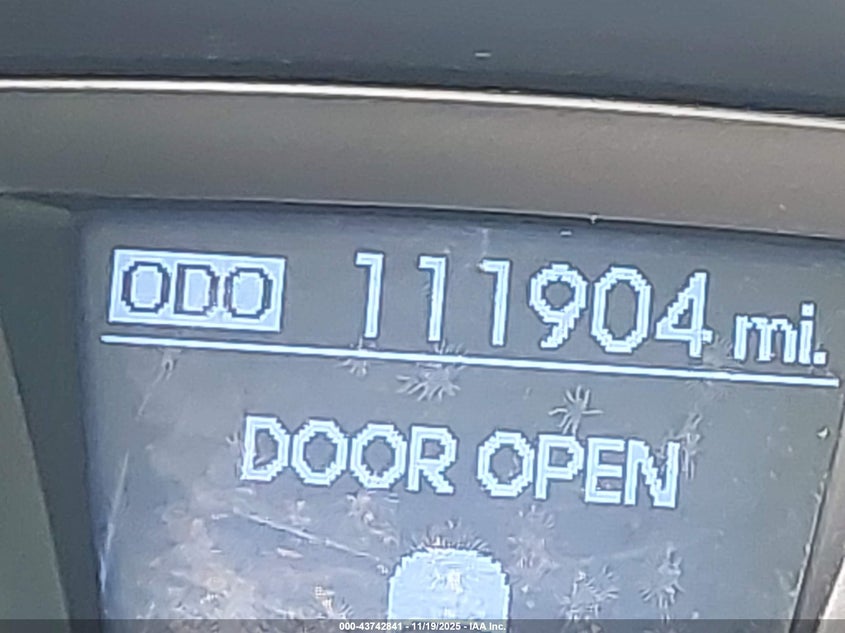 ODO 111904 mi.
DOOR OPEN
000-43742841 - 11/19/2025 - IAA Inc.